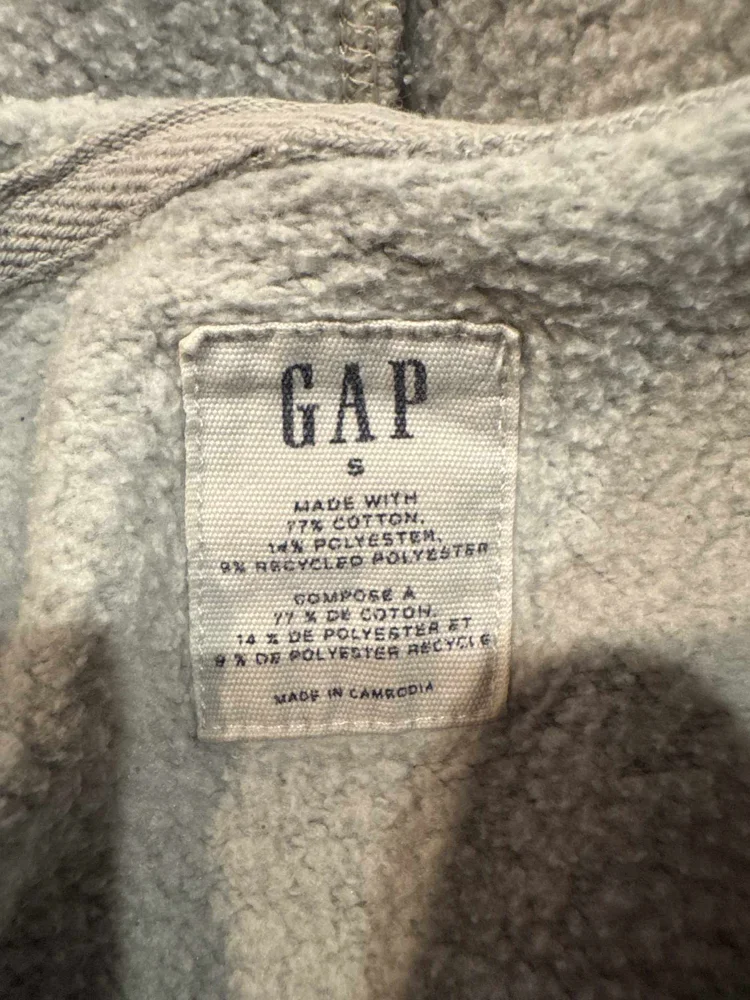 GAP
S
MADE WITH
77% COTTON,
14% POLYESTER,
9% RECYCLED POLYESTER
COMPOSÉ À
77 % DE COTON,
14 % DE POLYESTER ET
9 % DE POLYESTER RECYCLÉ
MADE IN CAMBODIA